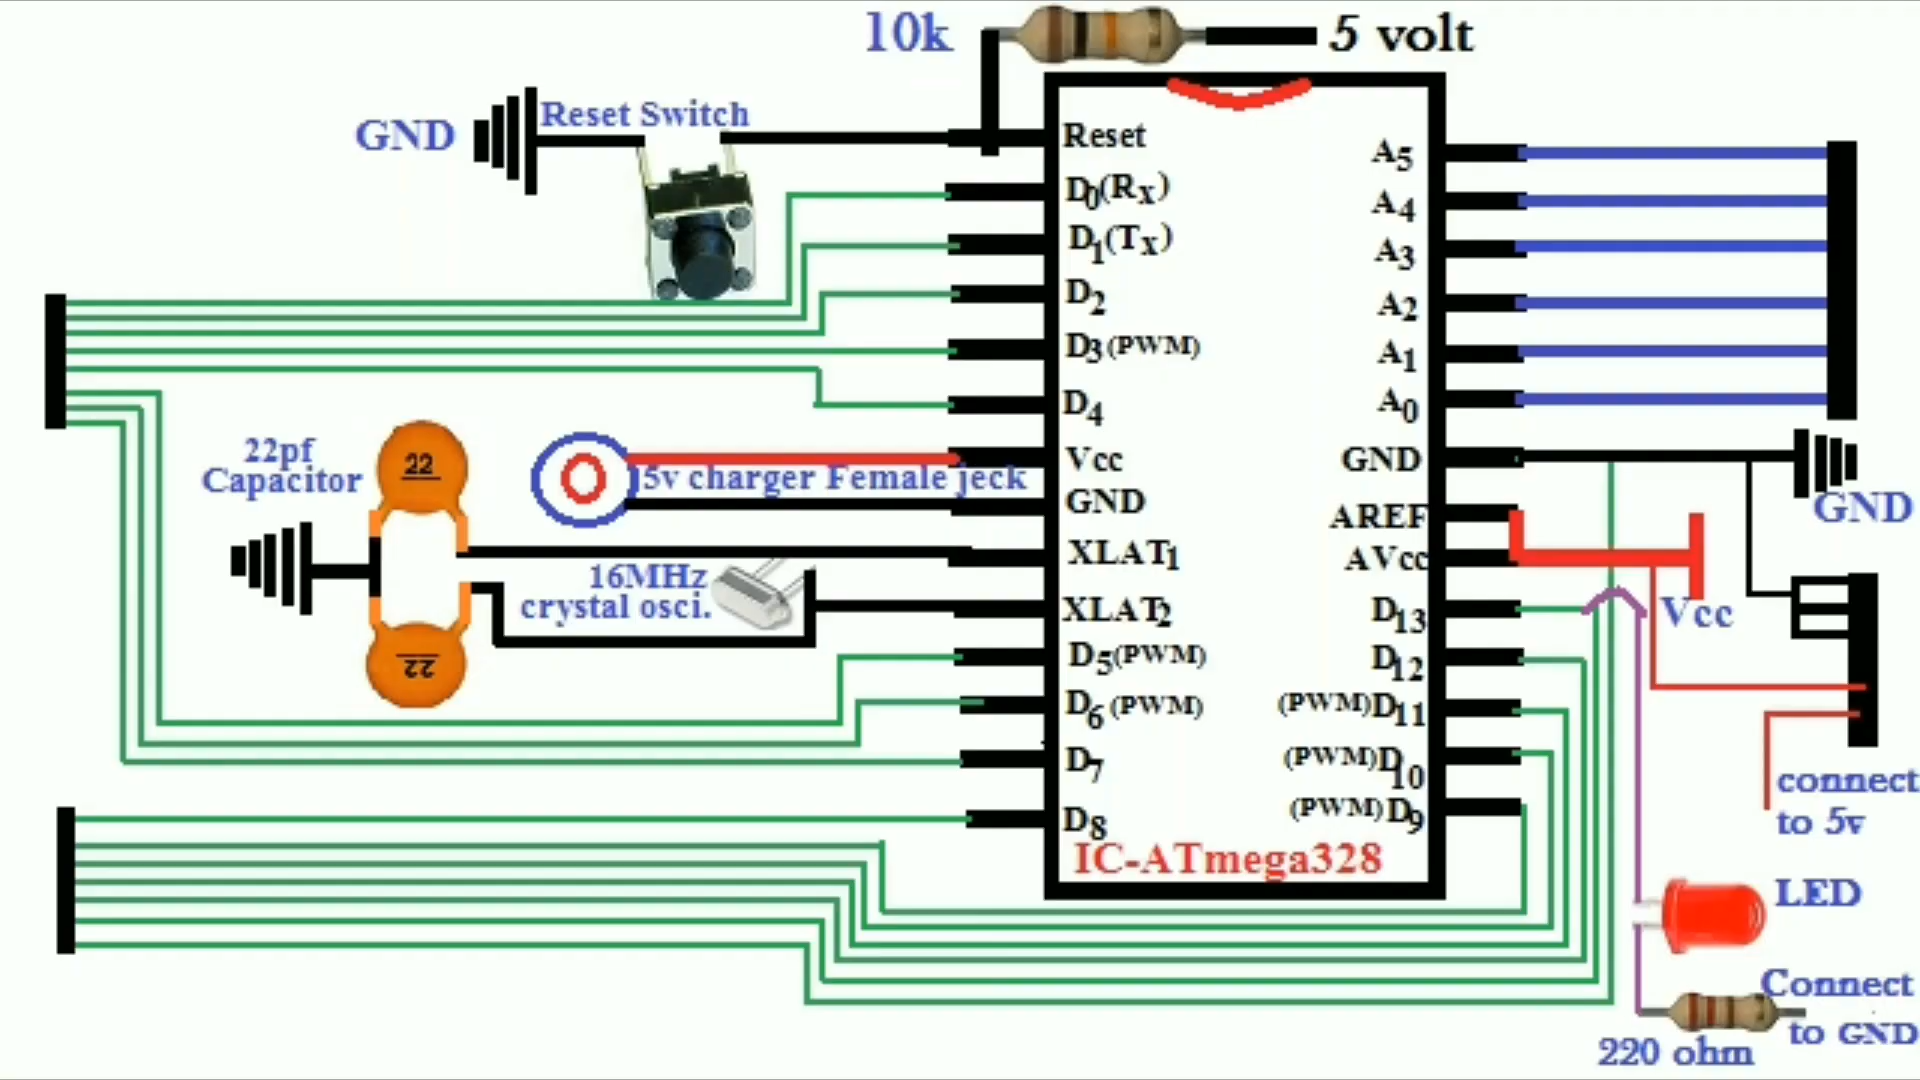 10k
5 volt
GND
Reset Switch
Reset
D0(Rx)
D1(Tx)
D2
D3(PWM)
D4
Vcc
GND
XLAT1
XLAT2
D5(PWM)
D6(PWM)
D7
D8
A5
A4
A3
A2
A1
A0
GND
AREF
AVcc
D13
D12
(PWM)D11
(PWM)D10
(PWM)D9
IC-ATmega328
22pf
Capacitor
22
22
5v charger Female jeck
16MHz
crystal osci.
GND
Vcc
connect
to 5v
LED
Connect
to GND
220 ohm